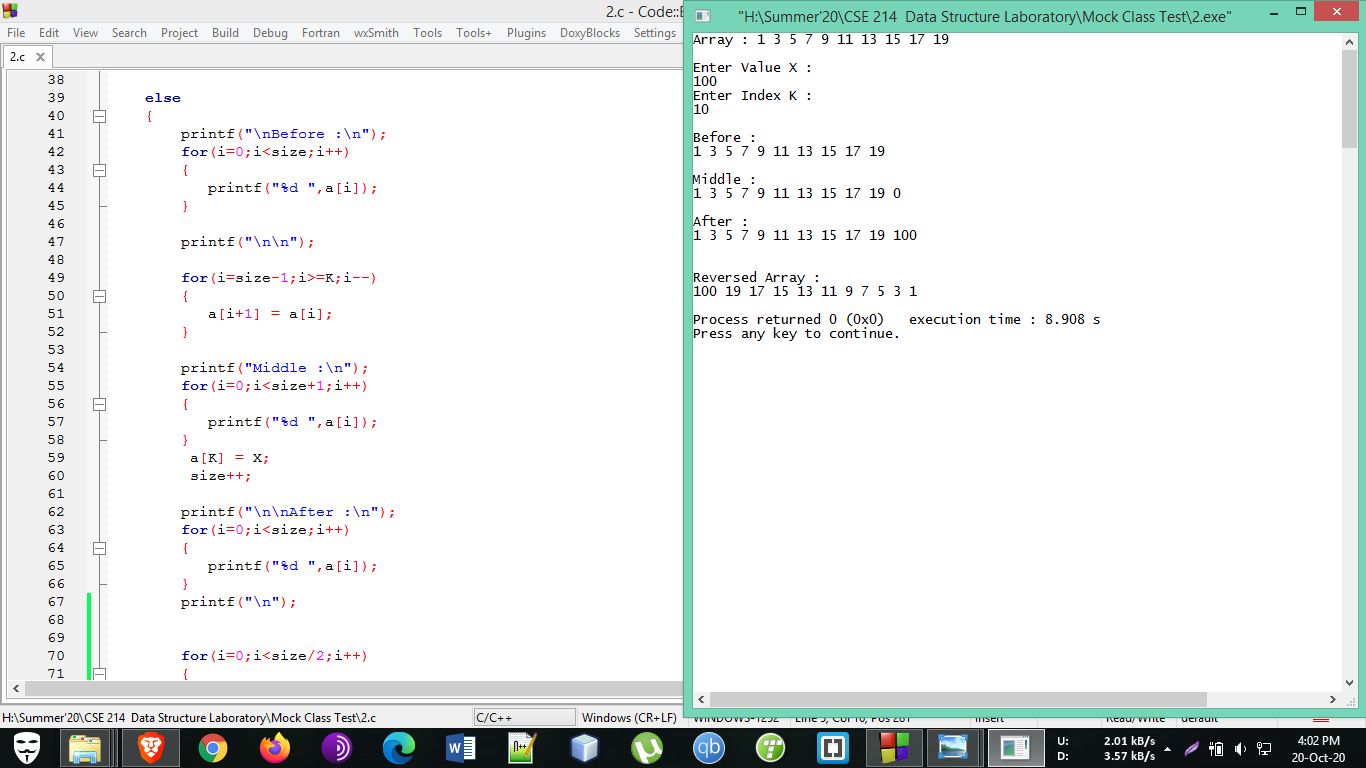 2.c - Code::B
File Edit View Search Project Build Debug Fortran wxSmith Tools Tools+ Plugins DoxyBlocks Settings
2.c
38
39 else
40 {
41 printf("\nBefore :\n");
42 for(i=0;i<size;i++)
43 {
44 printf("%d ",a[i]);
45 }
46
47 printf("\n\n");
48
49 for(i=size-1;i>=K;i--)
50 {
51 a[i+1] = a[i];
52 }
53
54 printf("Middle :\n");
55 for(i=0;i<size+1;i++)
56 {
57 printf("%d ",a[i]);
58 }
59 a[K] = X;
60 size++;
61
62 printf("\n\nAfter :\n");
63 for(i=0;i<size;i++)
64 {
65 printf("%d ",a[i]);
66 }
67 printf("\n");
68
69
70 for(i=0;i<size/2;i++)
71 {
"H:\Summer'20\CSE 214  Data Structure Laboratory\Mock Class Test\2.exe"
Array : 1 3 5 7 9 11 13 15 17 19
Enter Value X :
100
Enter Index K :
10
Before :
1 3 5 7 9 11 13 15 17 19
Middle :
1 3 5 7 9 11 13 15 17 19 0
After :
1 3 5 7 9 11 13 15 17 19 100
Reversed Array :
100 19 17 15 13 11 9 7 5 3 1
Process returned 0 (0x0)   execution time : 8.908 s
Press any key to continue.
H:\Summer'20\CSE 214  Data Structure Laboratory\Mock Class Test\2.c C/C++ Windows (CR+LF) WINDOWS-1252 Insert Read/Write default
U: 2.01 kB/s
D: 3.57 kB/s
4:02 PM
20-Oct-20